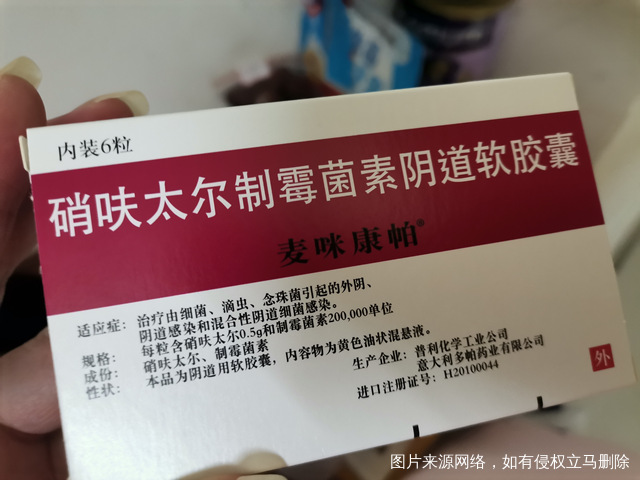 内装6粒
硝呋太尔制霉菌素阴道软胶囊
麦咪康帕®
适应症：治疗由细菌、滴虫、念珠菌引起的外阴、
阴道感染和混合性阴道细菌感染。
规格：每粒含硝呋太尔0.5g和制霉菌素200,000单位
成份：硝呋太尔、制霉菌素
性状：本品为阴道用软胶囊，内容物为黄色油状混悬液。
生产企业：普利化学工业公司
意大利多帕药业有限公司
进口注册证号：H20100044
外
图片来源网络，如有侵权立马删除